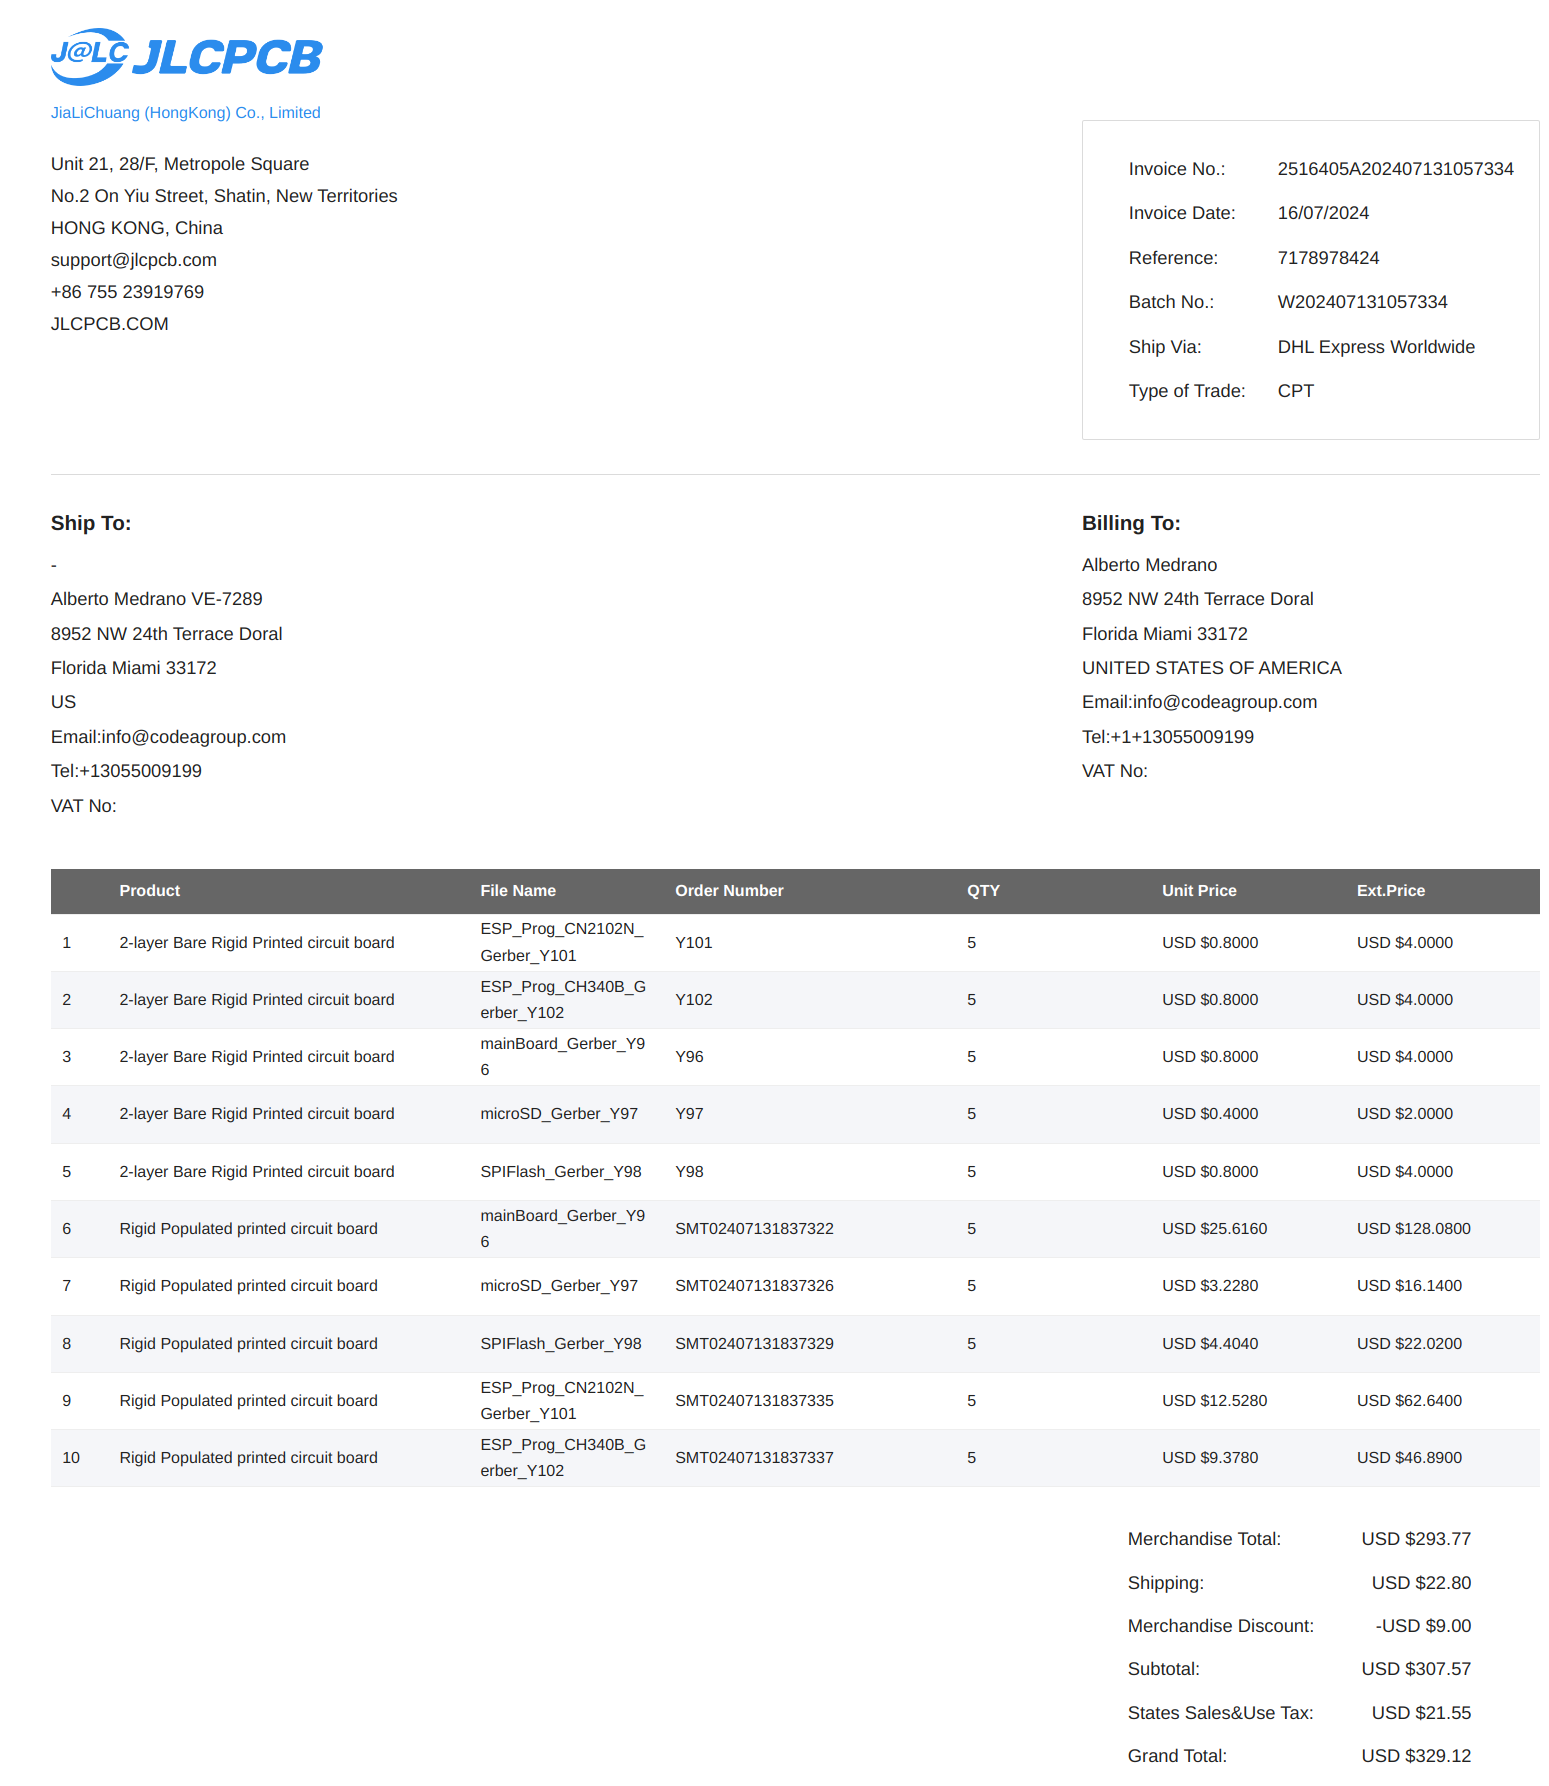 J@LC JLCPCB
JiaLiChuang (HongKong) Co., Limited
Unit 21, 28/F, Metropole Square
No.2 On Yiu Street, Shatin, New Territories
HONG KONG, China
support@jlcpcb.com
+86 755 23919769
JLCPCB.COM
Invoice No.: 2516405A202407131057334
Invoice Date: 16/07/2024
Reference: 7178978424
Batch No.: W202407131057334
Ship Via: DHL Express Worldwide
Type of Trade: CPT
Ship To:
-
Alberto Medrano VE-7289
8952 NW 24th Terrace Doral
Florida Miami 33172
US
Email:info@codeagroup.com
Tel:+13055009199
VAT No:
Billing To:
Alberto Medrano
8952 NW 24th Terrace Doral
Florida Miami 33172
UNITED STATES OF AMERICA
Email:info@codeagroup.com
Tel:+1+13055009199
VAT No:
Product File Name Order Number QTY Unit Price Ext.Price
1 2-layer Bare Rigid Printed circuit board ESP_Prog_CN2102N_ Y101 5 USD $0.8000 USD $4.0000
Gerber_Y101
2 2-layer Bare Rigid Printed circuit board ESP_Prog_CH340B_G Y102 5 USD $0.8000 USD $4.0000
erber_Y102
3 2-layer Bare Rigid Printed circuit board mainBoard_Gerber_Y9 Y96 5 USD $0.8000 USD $4.0000
6
4 2-layer Bare Rigid Printed circuit board microSD_Gerber_Y97 Y97 5 USD $0.4000 USD $2.0000
5 2-layer Bare Rigid Printed circuit board SPIFlash_Gerber_Y98 Y98 5 USD $0.8000 USD $4.0000
6 Rigid Populated printed circuit board mainBoard_Gerber_Y9 SMT02407131837322 5 USD $25.6160 USD $128.0800
6
7 Rigid Populated printed circuit board microSD_Gerber_Y97 SMT02407131837326 5 USD $3.2280 USD $16.1400
8 Rigid Populated printed circuit board SPIFlash_Gerber_Y98 SMT02407131837329 5 USD $4.4040 USD $22.0200
9 Rigid Populated printed circuit board ESP_Prog_CN2102N_ SMT02407131837335 5 USD $12.5280 USD $62.6400
Gerber_Y101
10 Rigid Populated printed circuit board ESP_Prog_CH340B_G SMT02407131837337 5 USD $9.3780 USD $46.8900
erber_Y102
Merchandise Total: USD $293.77
Shipping: USD $22.80
Merchandise Discount: -USD $9.00
Subtotal: USD $307.57
States Sales&Use Tax: USD $21.55
Grand Total: USD $329.12